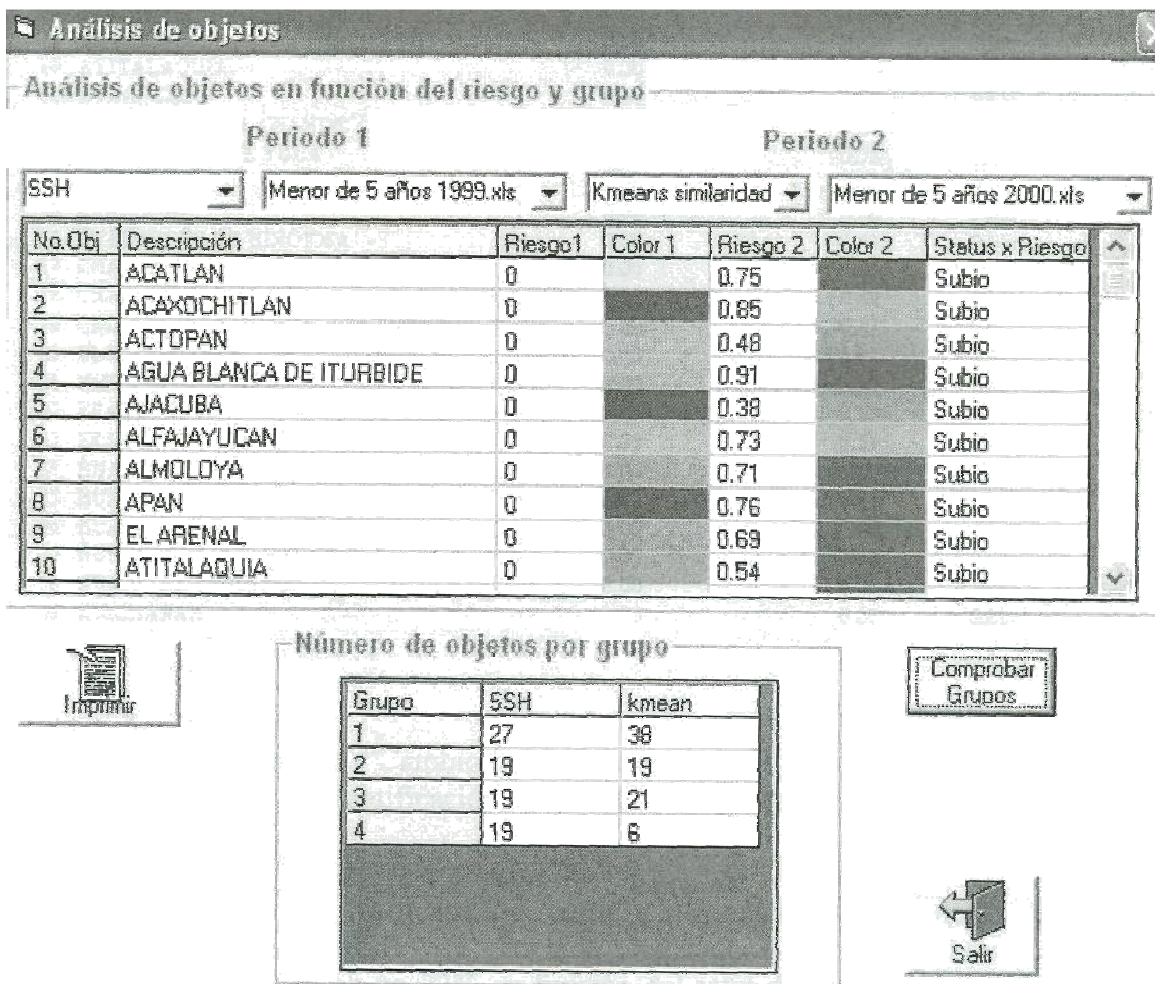 Análisis de objetos
Análisis de objetos en función del riesgo y grupo
Periodo 1 Periodo 2
SSH Menor de 5 años 1999.xls Kmeans similaridad Menor de 5 años 2000.xls
No.Obj Descripción Riesgo1 Color 1 Riesgo 2 Color 2 Status x Riesgo
1 ACATLAN 0 0.75 Subio
2 ACAXOCHITLAN 0 0.85 Subio
3 ACTOPAN 0 0.48 Subio
4 AGUA BLANCA DE ITURBIDE 0 0.91 Subio
5 AJACUBA 0 0.38 Subio
6 ALFAJAYUCAN 0 0.73 Subio
7 ALMOLOYA 0 0.71 Subio
8 APAN 0 0.76 Subio
9 EL ARENAL 0 0.69 Subio
10 ATITALAQUIA 0 0.54 Subio
Imprimir
Número de objetos por grupo
Grupo SSH kmean
1 27 38
2 19 19
3 19 21
4 19 6
Comprobar
Grupos
Salir